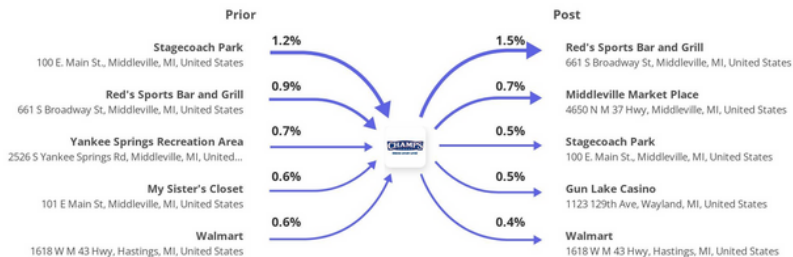 Prior
Post
1.2%
1.5%
Stagecoach Park
100 E. Main St., Middleville, MI, United States
Red's Sports Bar and Grill
661 S Broadway St, Middleville, MI, United States
0.9%
0.7%
Red's Sports Bar and Grill
661 S Broadway St, Middleville, MI, United States
Middleville Market Place
4650 N M 37 Hwy, Middleville, MI, United States
0.7%
0.5%
Yankee Springs Recreation Area
2526 S Yankee Springs Rd, Middleville, MI, United...
CHAMPS
Stagecoach Park
100 E. Main St., Middleville, MI, United States
0.6%
0.5%
My Sister's Closet
101 E Main St, Middleville, MI, United States
Gun Lake Casino
1123 129th Ave, Wayland, MI, United States
0.6%
0.4%
Walmart
1618 W M 43 Hwy, Hastings, MI, United States
Walmart
1618 W M 43 Hwy, Hastings, MI, United States